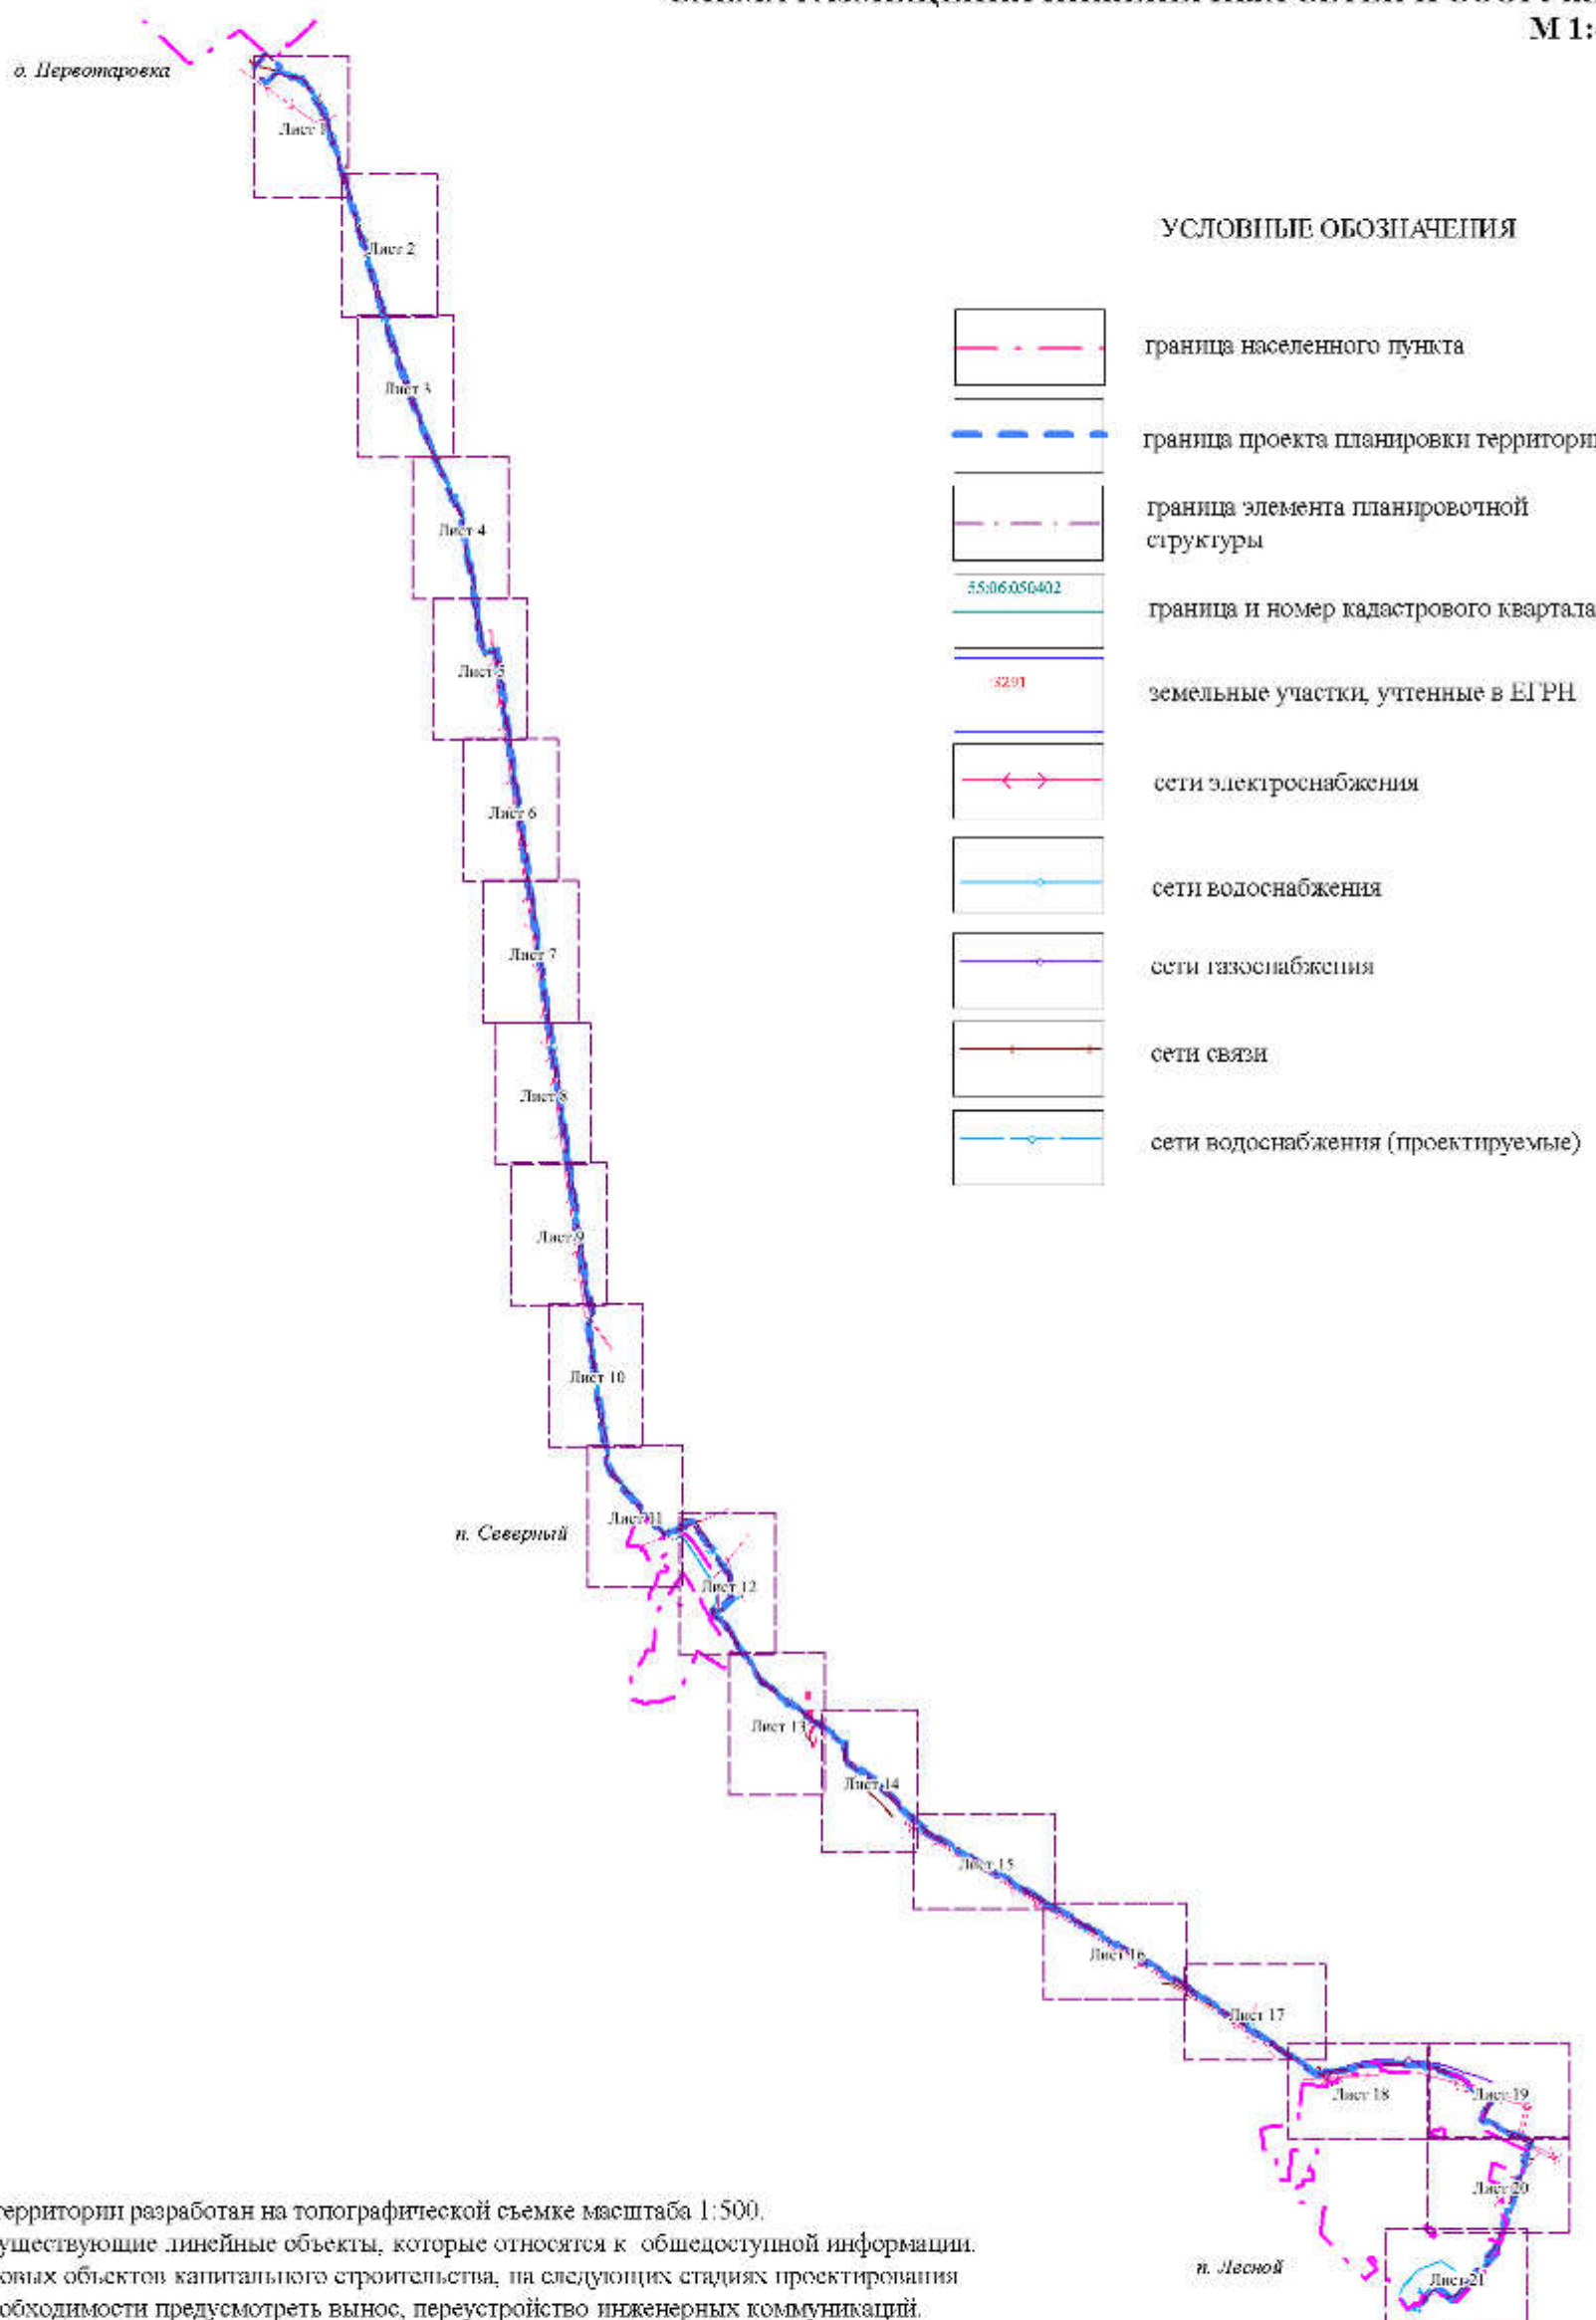 М 1:
д. Первотаровка
Лист 1
Лист 2
Лист 3
Лист 4
Лист 5
Лист 6
Лист 7
Лист 8
Лист 9
Лист 10
Лист 11
п. Северный
Лист 12
Лист 13
Лист 14
Лист 15
Лист 16
Лист 17
Лист 18
Лист 19
Лист 20
Лист 21
п. Лесной
УСЛОВНЫЕ ОБОЗНАЧЕНИЯ
граница населенного пункта
граница проекта планировки территории
граница элемента планировочной
структуры
55:06:050402
граница и номер кадастрового квартала
:3291
земельные участки, учтенные в ЕГРН
сети электроснабжения
сети водоснабжения
сети газоснабжения
сети связи
сети водоснабжения (проектируемые)
территории разработан на топографической съемке масштаба 1:500.
уществующие линейные объекты, которые относятся к общедоступной информации.
овых объектов капитального строительства, на следующих стадиях проектирования
обходимости предусмотреть вынос, переустройство инженерных коммуникаций.